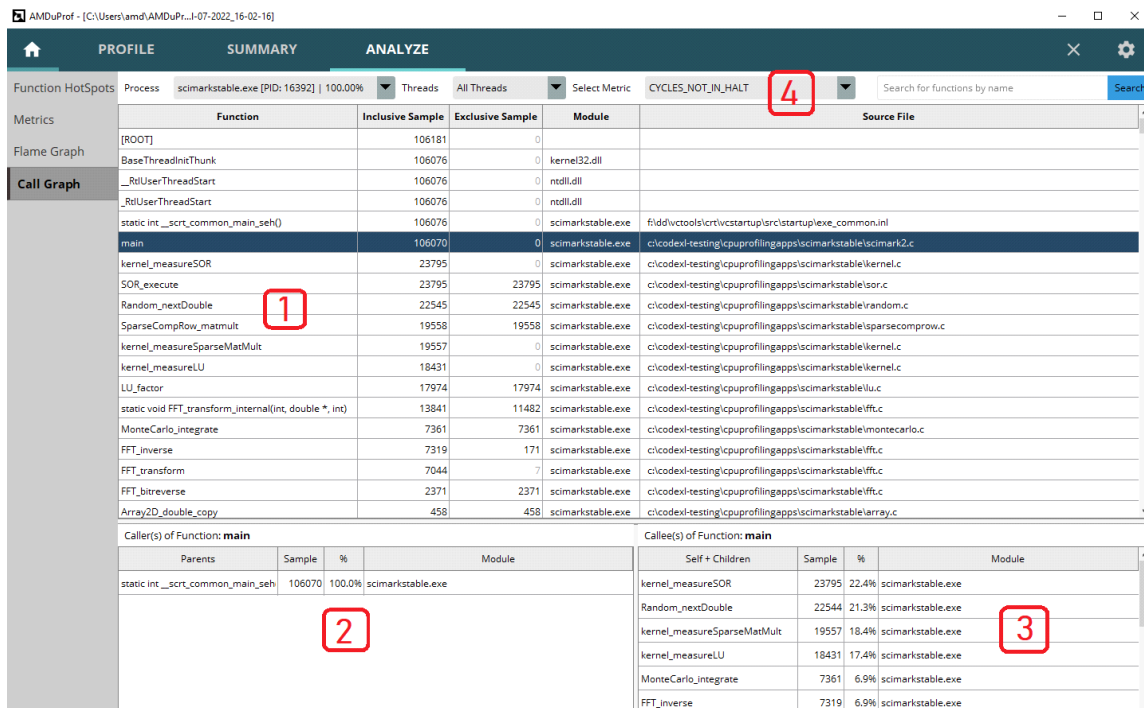 AMDuProf - [C:\Users\amd\AMDuPr...l-07-2022_16-02-16]
PROFILE SUMMARY ANALYZE
Function HotSpots
Metrics
Flame Graph
Call Graph
Process scimarkstable.exe [PID: 16392] | 100.00% Threads All Threads Select Metric CYCLES_NOT_IN_HALT 4 Search for functions by name Search
Function Inclusive Sample Exclusive Sample Module Source File
[ROOT] 106181 0
BaseThreadInitThunk 106076 0 kernel32.dll
__RtlUserThreadStart 106076 0 ntdll.dll
_RtlUserThreadStart 106076 0 ntdll.dll
static int __scrt_common_main_seh() 106076 0 scimarkstable.exe f:\dd\vctools\crt\vcstartup\src\startup\exe_common.inl
main 106070 0 scimarkstable.exe c:\codexl-testing\cpuprofilingapps\scimarkstable\scimark2.c
kernel_measureSOR 23795 0 scimarkstable.exe c:\codexl-testing\cpuprofilingapps\scimarkstable\kernel.c
SOR_execute 23795 23795 scimarkstable.exe c:\codexl-testing\cpuprofilingapps\scimarkstable\sor.c
Random_nextDouble 22545 22545 scimarkstable.exe c:\codexl-testing\cpuprofilingapps\scimarkstable\random.c
1
SparseCompRow_matmult 19558 19558 scimarkstable.exe c:\codexl-testing\cpuprofilingapps\scimarkstable\sparsecomprow.c
kernel_measureSparseMatMult 19557 0 scimarkstable.exe c:\codexl-testing\cpuprofilingapps\scimarkstable\kernel.c
kernel_measureLU 18431 0 scimarkstable.exe c:\codexl-testing\cpuprofilingapps\scimarkstable\kernel.c
LU_factor 17974 17974 scimarkstable.exe c:\codexl-testing\cpuprofilingapps\scimarkstable\lu.c
static void FFT_transform_internal(int, double *, int) 13841 11482 scimarkstable.exe c:\codexl-testing\cpuprofilingapps\scimarkstable\fft.c
MonteCarlo_integrate 7361 7361 scimarkstable.exe c:\codexl-testing\cpuprofilingapps\scimarkstable\montecarlo.c
FFT_inverse 7319 171 scimarkstable.exe c:\codexl-testing\cpuprofilingapps\scimarkstable\fft.c
FFT_transform 7044 7 scimarkstable.exe c:\codexl-testing\cpuprofilingapps\scimarkstable\fft.c
FFT_bitreverse 2371 2371 scimarkstable.exe c:\codexl-testing\cpuprofilingapps\scimarkstable\fft.c
Array2D_double_copy 458 458 scimarkstable.exe c:\codexl-testing\cpuprofilingapps\scimarkstable\array.c
Caller(s) of Function: main
Parents Sample % Module
static int __scrt_common_main_seh 106070 100.0% scimarkstable.exe
2
Callee(s) of Function: main
Self + Children Sample % Module
kernel_measureSOR 23795 22.4% scimarkstable.exe
Random_nextDouble 22544 21.3% scimarkstable.exe
kernel_measureSparseMatMult 19557 18.4% scimarkstable.exe
3
kernel_measureLU 18431 17.4% scimarkstable.exe
MonteCarlo_integrate 7361 6.9% scimarkstable.exe
FFT_inverse 7319 6.9% scimarkstable.exe